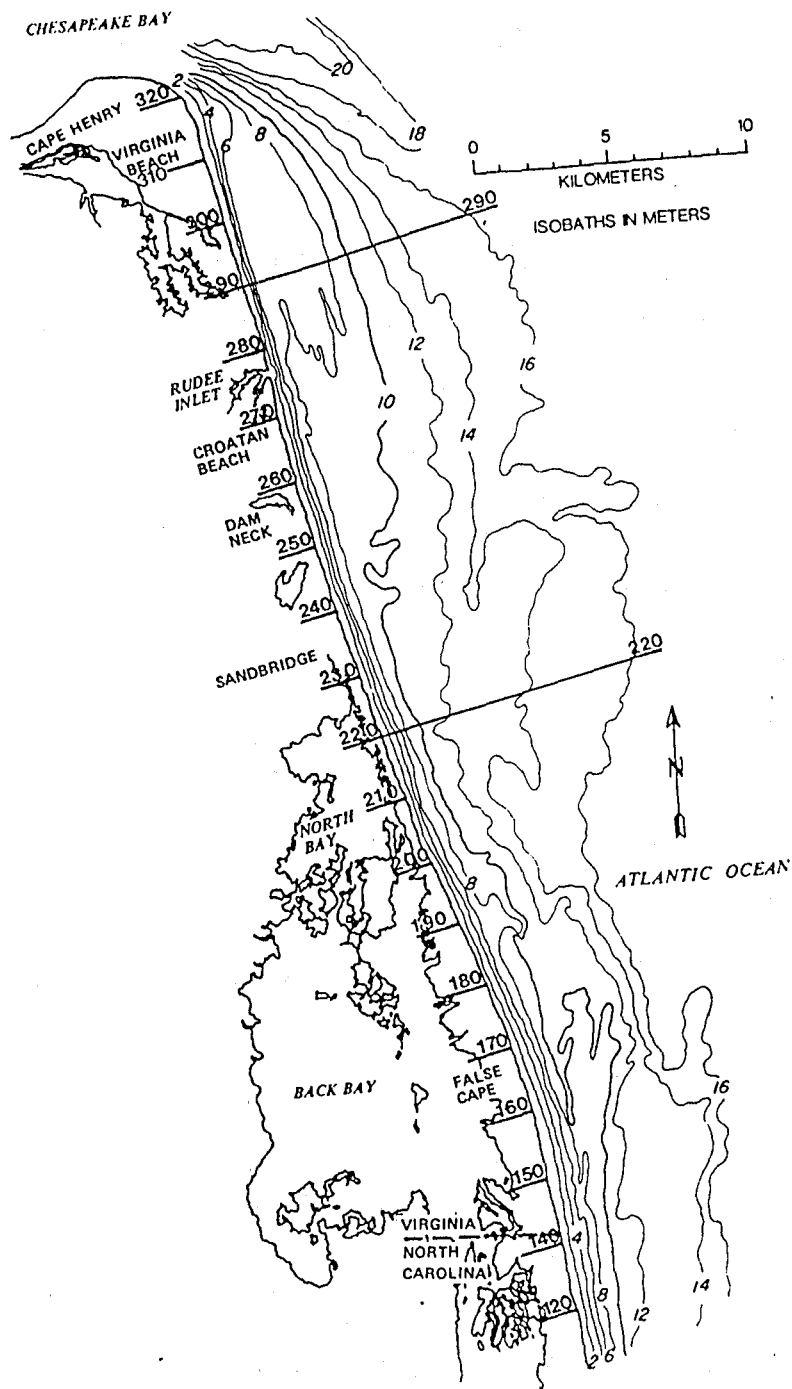 CHESAPEAKE BAY
20
2
320
4
18
CAPE HENRY
6
8
0
5
10
VIRGINIA
BEACH
310
KILOMETERS
290
300
ISOBATHS IN METERS
290
12
280
16
RUDEE
INLET
10
270
14
CROATAN
BEACH
260
DAM
NECK
250
240
SANDBRIDGE
220
230
220
N
210
NORTH
BAY
200
8
ATLANTIC OCEAN
190
180
170
FALSE
CAPE
BACK BAY
16
160
150
VIRGINIA
140
4
NORTH
CAROLINA
8
14
120
12
2 6